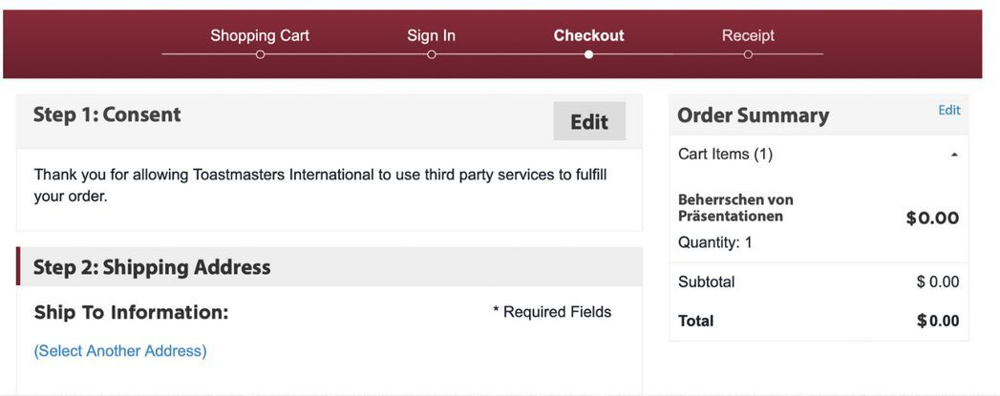 Shopping Cart Sign In Checkout Receipt
Step 1: Consent
Edit
Thank you for allowing Toastmasters International to use third party services to fulfill
your order.
Step 2: Shipping Address
Ship To Information:
* Required Fields
(Select Another Address)
Order Summary
Edit
Cart Items (1)
Beherrschen von
Präsentationen
$0.00
Quantity: 1
Subtotal $ 0.00
Total $0.00